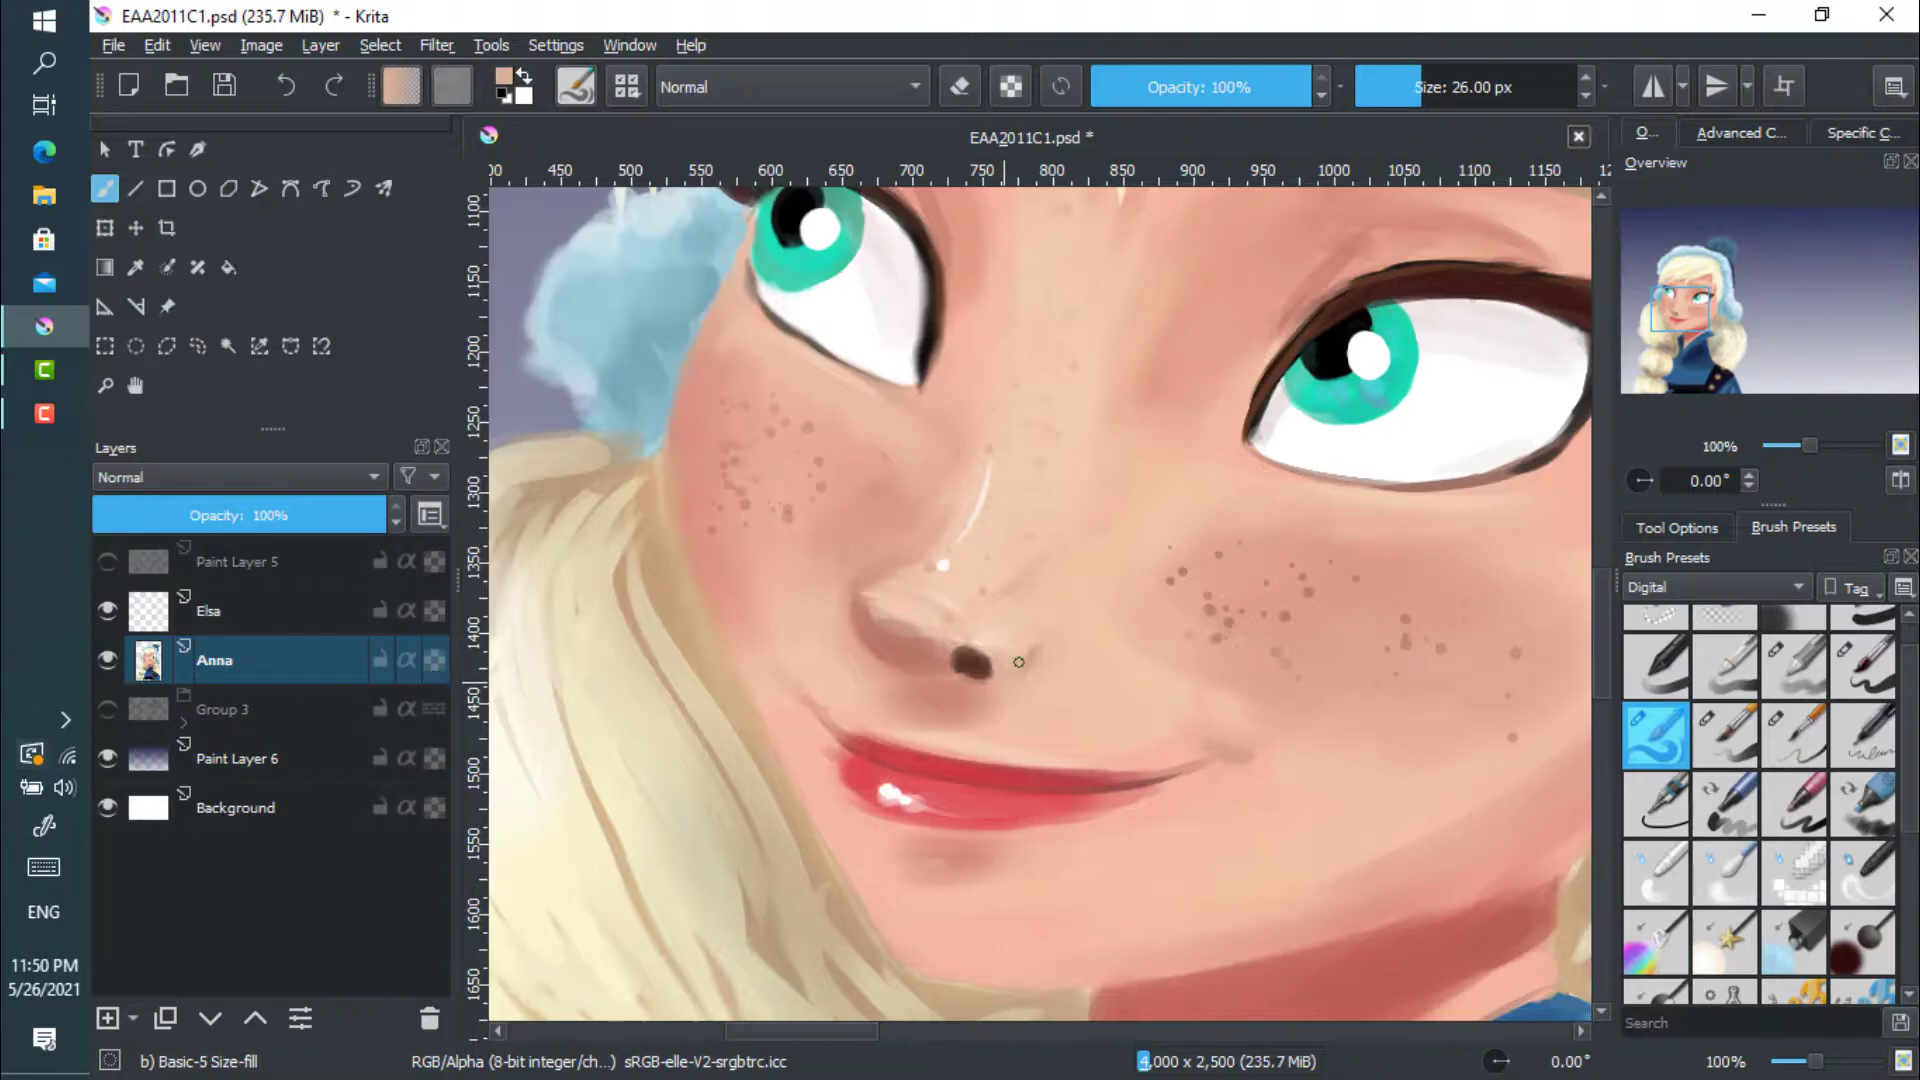 EAA2011C1.psd (235.7 MiB) * - Krita
File Edit View Image Layer Select Filter Tools Settings Window Help
Normal
Opacity: 100%
Size: 26.00 px
EAA2011C1.psd *
O... Advanced C... Specific C...
Overview
00 450 500 550 600 650 700 750 800 850 900 950 1000 1050 1100 1150
1100
1150
1200
1250
1300
1350
1400
1450
1500
1550
1600
1650
Layers
Normal
Opacity: 100%
Paint Layer 5
Elsa
Anna
Group 3
Paint Layer 6
Background
100%
0.00°
Tool Options Brush Presets
Brush Presets
Digital
Tag
Search
ENG
11:50 PM
5/26/2021
b) Basic-5 Size-fill
RGB/Alpha (8-bit integer/ch...) sRGB-elle-V2-srgbtrc.icc
4,000 x 2,500 (235.7 MiB)
0.00°
100%